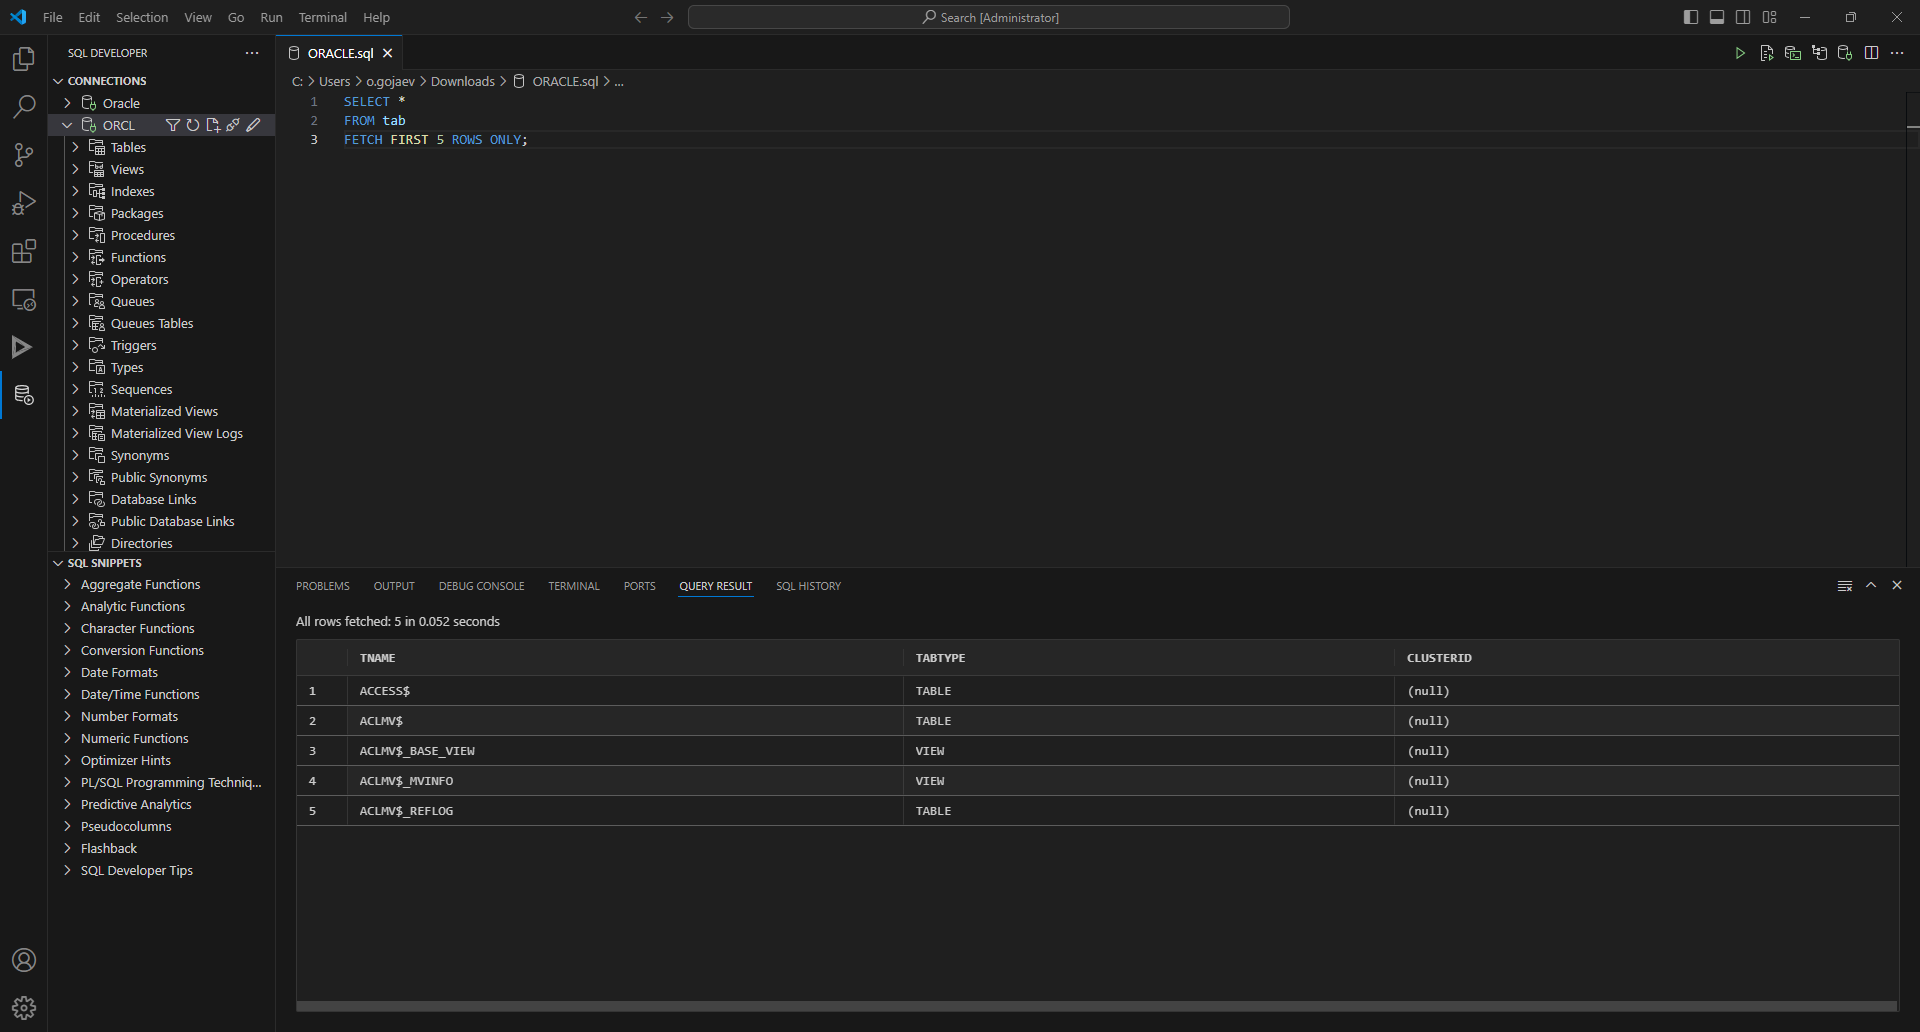 File Edit Selection View Go Run Terminal Help
Search [Administrator]
SQL DEVELOPER
CONNECTIONS
Oracle
ORCL
Tables
Views
Indexes
Packages
Procedures
Functions
Operators
Queues
Queues Tables
Triggers
Types
Sequences
Materialized Views
Materialized View Logs
Synonyms
Public Synonyms
Database Links
Public Database Links
Directories
SQL SNIPPETS
Aggregate Functions
Analytic Functions
Character Functions
Conversion Functions
Date Formats
Date/Time Functions
Number Formats
Numeric Functions
Optimizer Hints
PL/SQL Programming Techniq...
Predictive Analytics
Pseudocolumns
Flashback
SQL Developer Tips
ORACLE.sql
C: > Users > o.gojaev > Downloads > ORACLE.sql > ...
1 SELECT *
2 FROM tab
3 FETCH FIRST 5 ROWS ONLY;
PROBLEMS OUTPUT DEBUG CONSOLE TERMINAL PORTS QUERY RESULT SQL HISTORY
All rows fetched: 5 in 0.052 seconds
TNAME TABTYPE CLUSTERID
1 ACCESS$ TABLE (null)
2 ACLMV$ TABLE (null)
3 ACLMV$_BASE_VIEW VIEW (null)
4 ACLMV$_MVINFO VIEW (null)
5 ACLMV$_REFLOG TABLE (null)